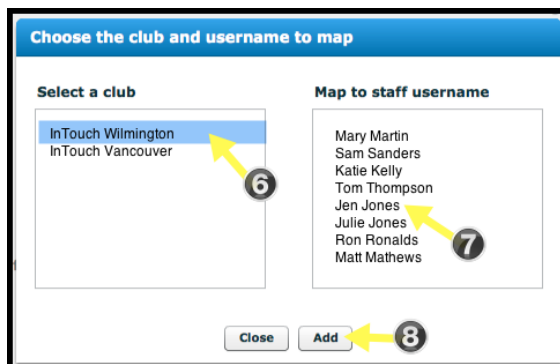 Choose the club and username to map
Select a club
InTouch Wilmington
InTouch Vancouver
6
Map to staff username
Mary Martin
Sam Sanders
Katie Kelly
Tom Thompson
Jen Jones
Julie Jones
Ron Ronalds
Matt Mathews
7
Close Add 8